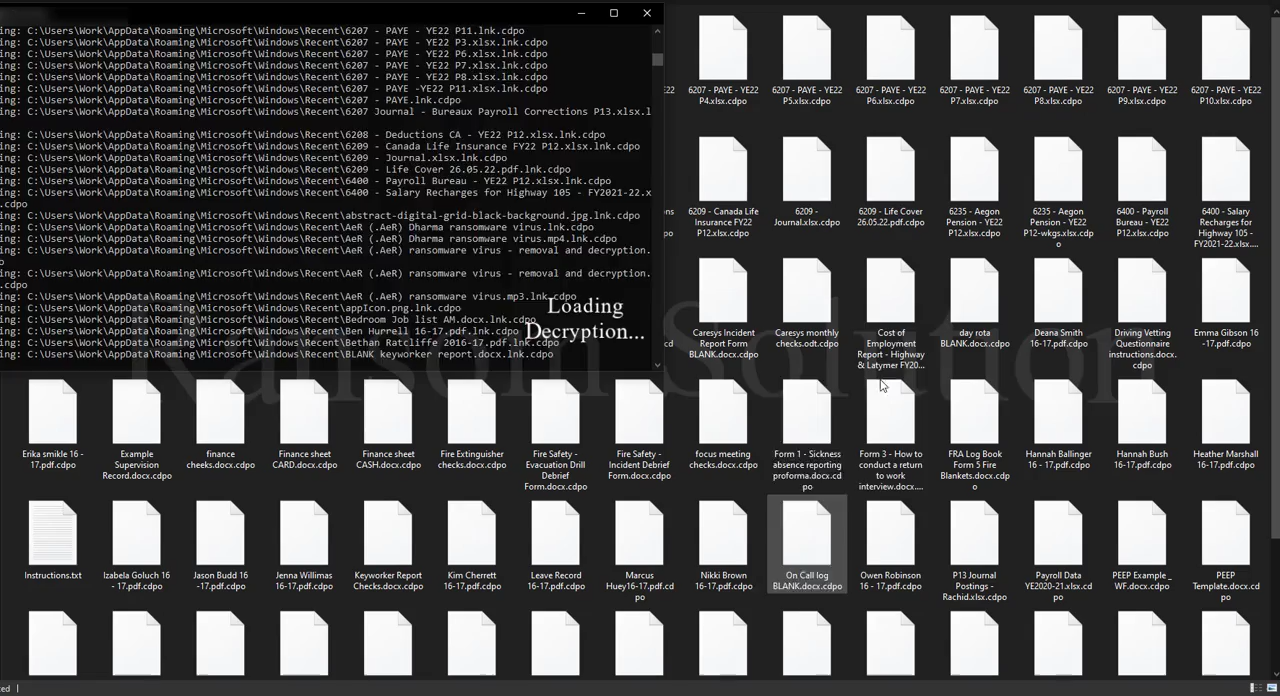 ing: C:\Users\Work\AppData\Roaming\Microsoft\Windows\Recent\6207 - PAYE - YE22 P11.lnk.cdpo
ing: C:\Users\Work\AppData\Roaming\Microsoft\Windows\Recent\6207 - PAYE - YE22 P3.xlsx.lnk.cdpo
ing: C:\Users\Work\AppData\Roaming\Microsoft\Windows\Recent\6207 - PAYE - YE22 P6.xlsx.lnk.cdpo
ing: C:\Users\Work\AppData\Roaming\Microsoft\Windows\Recent\6207 - PAYE - YE22 P7.xlsx.lnk.cdpo
ing: C:\Users\Work\AppData\Roaming\Microsoft\Windows\Recent\6207 - PAYE - YE22 P8.xlsx.lnk.cdpo
ing: C:\Users\Work\AppData\Roaming\Microsoft\Windows\Recent\6207 - PAYE -YE22 P11.xlsx.lnk.cdpo
ing: C:\Users\Work\AppData\Roaming\Microsoft\Windows\Recent\6207 - PAYE.lnk.cdpo
ing: C:\Users\Work\AppData\Roaming\Microsoft\Windows\Recent\6207 Journal - Bureaux Payroll Corrections P13.xlsx.l
ing: C:\Users\Work\AppData\Roaming\Microsoft\Windows\Recent\6208 - Deductions CA - YE22 P12.xlsx.lnk.cdpo
ing: C:\Users\Work\AppData\Roaming\Microsoft\Windows\Recent\6209 - Canada Life Insurance FY22 P12.xlsx.lnk.cdpo
ing: C:\Users\Work\AppData\Roaming\Microsoft\Windows\Recent\6209 - Journal.xlsx.lnk.cdpo
ing: C:\Users\Work\AppData\Roaming\Microsoft\Windows\Recent\6209 - Life Cover 26.05.22.pdf.lnk.cdpo
ing: C:\Users\Work\AppData\Roaming\Microsoft\Windows\Recent\6400 - Payroll Bureau - YE22 P12.xlsx.lnk.cdpo
ing: C:\Users\Work\AppData\Roaming\Microsoft\Windows\Recent\6400 - Salary Recharges for Highway 105 - FY2021-22.x
.cdpo
ing: C:\Users\Work\AppData\Roaming\Microsoft\Windows\Recent\abstract-digital-grid-black-background.jpg.lnk.cdpo
ing: C:\Users\Work\AppData\Roaming\Microsoft\Windows\Recent\AeR (.AeR) Dharma ransomware virus.lnk.cdpo
ing: C:\Users\Work\AppData\Roaming\Microsoft\Windows\Recent\AeR (.AeR) Dharma ransomware virus.mp4.lnk.cdpo
ing: C:\Users\Work\AppData\Roaming\Microsoft\Windows\Recent\AeR (.AeR) ransomware virus - removal and decryption.
o
ing: C:\Users\Work\AppData\Roaming\Microsoft\Windows\Recent\AeR (.AeR) ransomware virus - removal and decryption.
.cdpo
ing: C:\Users\Work\AppData\Roaming\Microsoft\Windows\Recent\AeR (.AeR) ransomware virus.mp3.lnk.cdpo
ing: C:\Users\Work\AppData\Roaming\Microsoft\Windows\Recent\appIcon.png.lnk.cdpo
ing: C:\Users\Work\AppData\Roaming\Microsoft\Windows\Recent\Bedroom Job list AM.docx.lnk.cdpo
ing: C:\Users\Work\AppData\Roaming\Microsoft\Windows\Recent\Ben Hurrell 16-17.pdf.lnk.cdpo
ing: C:\Users\Work\AppData\Roaming\Microsoft\Windows\Recent\Bethan Ratcliffe 2016-17.pdf.lnk.cdpo
ing: C:\Users\Work\AppData\Roaming\Microsoft\Windows\Recent\BLANK keyworker report.docx.lnk.cdpo
Loading
Decryption...
Ransom Solution
22
6207 - PAYE - YE22
P4.xlsx.cdpo
6207 - PAYE - YE22
P5.xlsx.cdpo
6207 - PAYE - YE22
P6.xlsx.cdpo
6207 - PAYE - YE22
P7.xlsx.cdpo
6207 - PAYE - YE22
P8.xlsx.cdpo
6207 - PAYE - YE22
P9.xlsx.cdpo
6207 - PAYE - YE22
P10.xlsx.cdpo
ons
6209 - Canada Life
Insurance FY22
P12.xlsx.cdpo
6209 -
Journal.xlsx.cdpo
6209 - Life Cover
26.05.22.pdf.cdpo
6235 - Aegon
Pension - YE22
P12-wkgs.xlsx.cdp
o
6235 - Aegon
Pension - YE22
P12.xlsx.cdpo
6400 - Payroll
Bureau - YE22
P12.xlsx.cdpo
6400 - Salary
Recharges for
Highway 105 -
FY2021-22.xlsx....
Caresys Incident
Report Form
BLANK.docx.cdpo
Caresys monthly
checks.odtt.cdpo
Cost of
Employment
Report - Highway
& Latymer FY20...
day rota
BLANK.docx.cdpo
Deana Smith
16-17.pdf.cdpo
Driving Vetting
Questionnaire
instructions.docx.
cdpo
Emma Gibson 16
-17.pdf.cdpo
Erika smikle 16 -
17.pdf.cdpo
Example
Supervision
Record.docx.cdpo
finance
cheeks.docx.cdpo
Finance sheet
CARD.docx.cdpo
Finance sheet
CASH.docx.cdpo
Fire Extinguisher
checks.docx.cdpo
Fire Safety -
Evacuation Drill
Debrief
Form.docx.cdpo
Fire Safety -
Incident Debrief
Form.docx.cdpo
focus meeting
checks.docx.cdpo
Form 1 - Sickness
absence reporting
proforma.docx.cd
po
Form 3 - How to
conduct a return
to work
interview.docx....
FRA Log Book
Form 5 Fire
Blankets.docx.cdp
o
Hannah Ballinger
16 - 17.pdf.cdpo
Hannah Bush
16-17.pdf.cdpo
Heather Marshall
16-17.pdf.cdpo
Instructions.txt
Izabela Goluch 16
- 17.pdf.cdpo
Jason Budd 16
-17.pdf.cdpo
Jenna Willimas
16-17.pdf.cdpo
Keyworker Report
Checks.docx.cdpo
Kim Cherrett
16-17.pdf.cdpo
Leave Record
16-17.pdf.cdpo
Marcus
Huey16-17.pdf.cd
po
Nikki Brown
16-17.pdf.cdpo
On Call log
BLANK.docx.cdpo
Owen Robinson
16 - 17.pdf.cdpo
P13 Journal
Postings -
Rachid.xlsx.cdpo
Payroll Data
YE2020-21.xlsx.cd
po
PEEP Example _
WF.docx.cdpo
PEEP
Template.docx.cd
po
ted